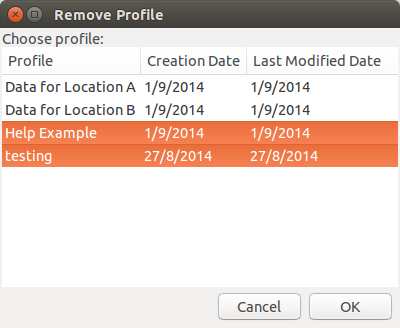 Remove Profile
Choose profile:
Profile Creation Date Last Modified Date
Data for Location A 1/9/2014 1/9/2014
Data for Location B 1/9/2014 1/9/2014
Help Example 1/9/2014 1/9/2014
testing 27/8/2014 27/8/2014
Cancel OK